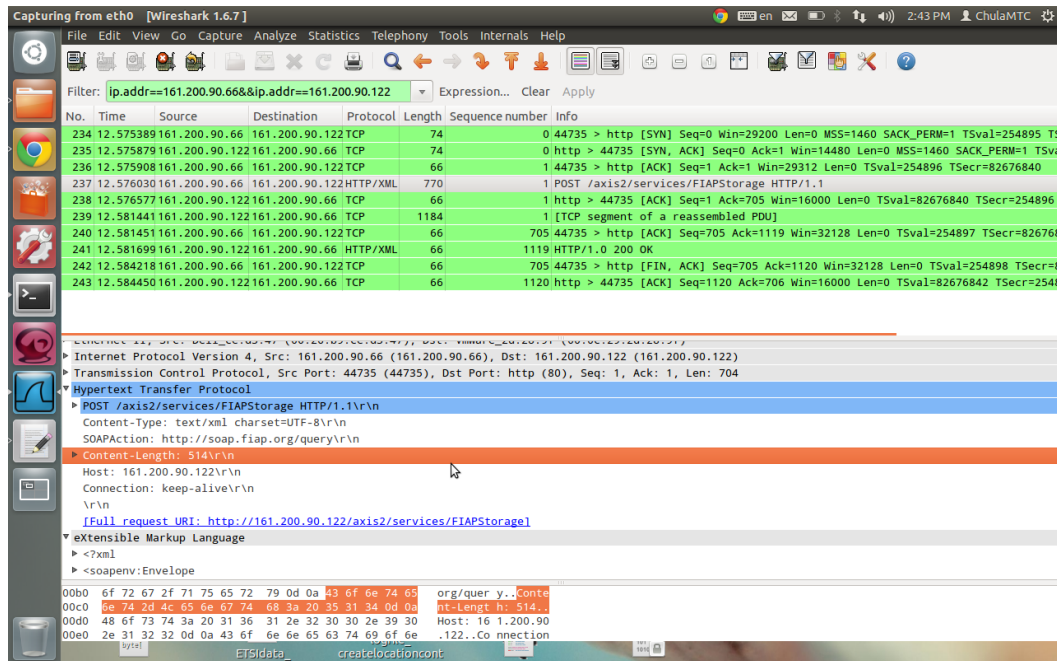 Capturing from eth0 [Wireshark 1.6.7]
en
2:43 PM
ChulaMTC
File Edit View Go Capture Analyze Statistics Telephony Tools Internals Help
Filter: ip.addr==161.200.90.66&&ip.addr==161.200.90.122 Expression... Clear Apply
No. Time Source Destination Protocol Length Sequence number Info
234 12.575389 161.200.90.66 161.200.90.122 TCP 74 0 44735 > http [SYN] Seq=0 Win=29200 Len=0 MSS=1460 SACK_PERM=1 TSval=254895 TS
235 12.575879 161.200.90.122 161.200.90.66 TCP 74 0 http > 44735 [SYN, ACK] Seq=0 Ack=1 Win=14480 Len=0 MSS=1460 SACK_PERM=1 TSva
236 12.575908 161.200.90.66 161.200.90.122 TCP 66 1 44735 > http [ACK] Seq=1 Ack=1 Win=29312 Len=0 TSval=254896 TSecr=82676840
237 12.576030 161.200.90.66 161.200.90.122 HTTP/XML 770 1 POST /axis2/services/FIAPStorage HTTP/1.1
238 12.576577 161.200.90.122 161.200.90.66 TCP 66 1 http > 44735 [ACK] Seq=1 Ack=705 Win=16000 Len=0 TSval=82676840 TSecr=254896
239 12.581441 161.200.90.122 161.200.90.66 TCP 1184 1 [TCP segment of a reassembled PDU]
240 12.581451 161.200.90.66 161.200.90.122 TCP 66 705 44735 > http [ACK] Seq=705 Ack=1119 Win=32128 Len=0 TSval=254897 TSecr=82676
241 12.581699 161.200.90.122 161.200.90.66 HTTP/XML 66 1119 HTTP/1.0 200 OK
242 12.584218 161.200.90.66 161.200.90.122 TCP 66 705 44735 > http [FIN, ACK] Seq=705 Ack=1120 Win=32128 Len=0 TSval=254898 TSecr=8
243 12.584450 161.200.90.122 161.200.90.66 TCP 66 1120 http > 44735 [ACK] Seq=1120 Ack=706 Win=16000 Len=0 TSval=82676842 TSecr=254
Internet Protocol Version 4, Src: 161.200.90.66 (161.200.90.66), Dst: 161.200.90.122 (161.200.90.122)
Transmission Control Protocol, Src Port: 44735 (44735), Dst Port: http (80), Seq: 1, Ack: 1, Len: 704
Hypertext Transfer Protocol
POST /axis2/services/FIAPStorage HTTP/1.1\r\n
Content-Type: text/xml charset=UTF-8\r\n
SOAPAction: http://soap.fiap.org/query\r\n
Content-Length: 514\r\n
Host: 161.200.90.122\r\n
Connection: keep-alive\r\n
\r\n
[Full request URI: http://161.200.90.122/axis2/services/FIAPStorage]
eXtensible Markup Language
<?xml
<soapenv:Envelope
00b0 6f 72 67 2f 71 75 65 72 79 0d 0a 43 6f 6e 74 65 org/quer y..Conte
00c0 6e 74 2d 4c 65 6e 67 74 68 3a 20 35 31 34 0d 0a nt-Lengt h: 514..
00d0 48 6f 73 74 3a 20 31 36 31 2e 32 30 30 2e 39 30 Host: 16 1.200.90
00e0 2e 31 32 32 0d 0a 43 6f 6e 6e 65 63 74 69 6f 6e .122..Co nnection
byte[
ETSIdata_
createlocationcont